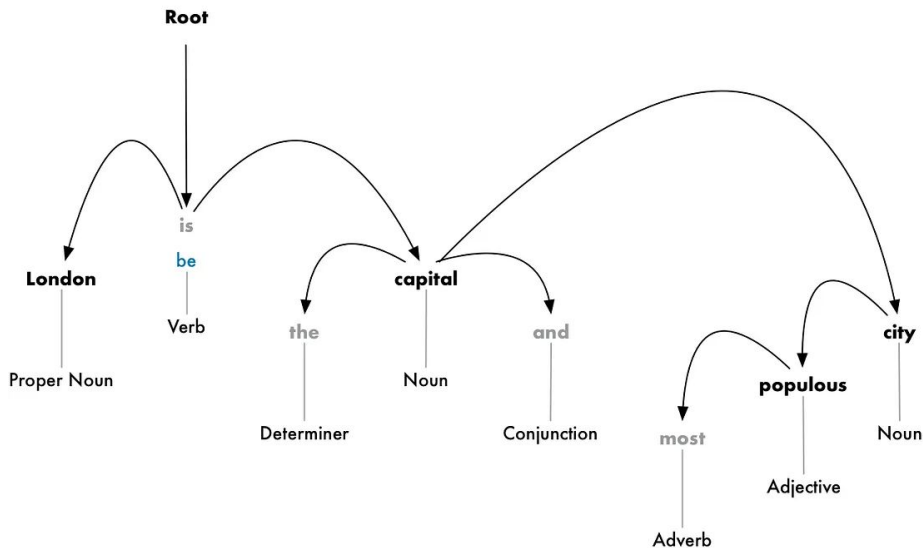 Root
is
be
London
capital
Verb
the
and
city
Proper Noun
Noun
populous
Determiner
Conjunction
most
Noun
Adjective
Adverb